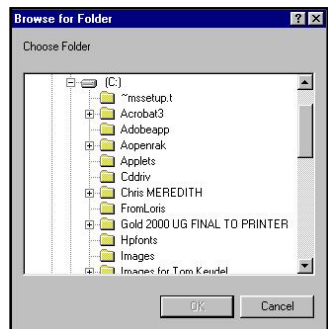 Browse for Folder
Choose Folder
(C:)
~mssetup.t
Acrobat3
Adobeapp
Aopenrak
Applets
Cddriv
Chris MEREDITH
FromLoris
Gold 2000 UG FINAL TO PRINTER
Hpfonts
Images
Images for Tom Keudel
OK
Cancel